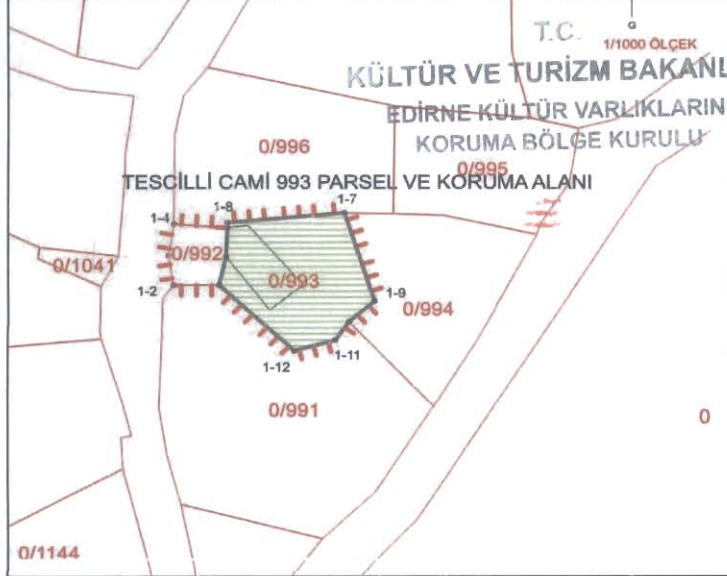 T.C.
G
1/1000 ÖLÇEK
KÜLTÜR VE TURİZM BAKANL
EDİRNE KÜLTÜR VARLIKLARIN
KORUMA BÖLGE KURULU
0/996
0/995
TESCİLLİ CAMİ 993 PARSEL VE KORUMA ALANI
1-4
1-8
1-7
0/992
0/1041
0/993
1-2
1-9
0/994
1-11
1-12
0/991
0
0/1144